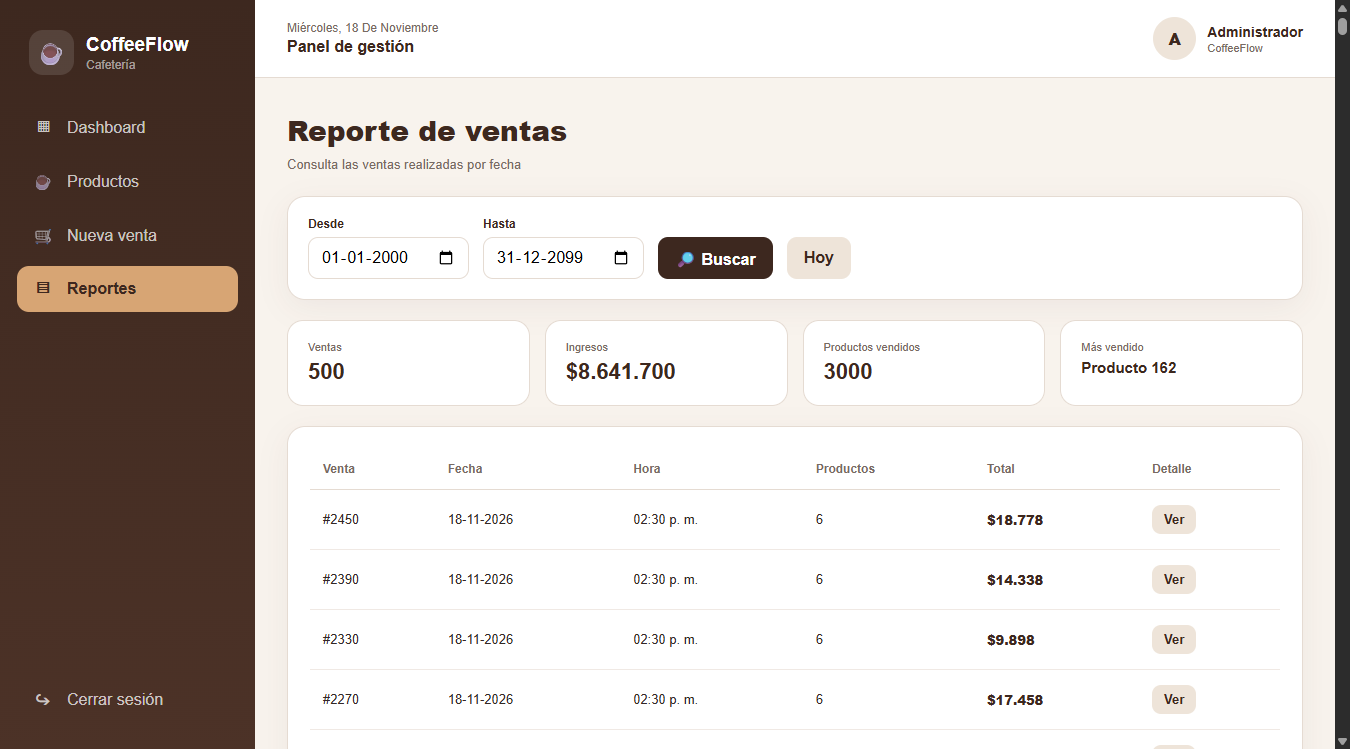 CoffeeFlow
Cafetería
Dashboard
Productos
Nueva venta
Reportes
Cerrar sesión
Miércoles, 18 De Noviembre
Panel de gestión
A
Administrador
CoffeeFlow
Reporte de ventas
Consulta las ventas realizadas por fecha
Desde Hasta
01-01-2000 31-12-2099 Buscar Hoy
Ventas Ingresos Productos vendidos Más vendido
500 $8.641.700 3000 Producto 162
Venta Fecha Hora Productos Total Detalle
#2450 18-11-2026 02:30 p. m. 6 $18.778 Ver
#2390 18-11-2026 02:30 p. m. 6 $14.338 Ver
#2330 18-11-2026 02:30 p. m. 6 $9.898 Ver
#2270 18-11-2026 02:30 p. m. 6 $17.458 Ver